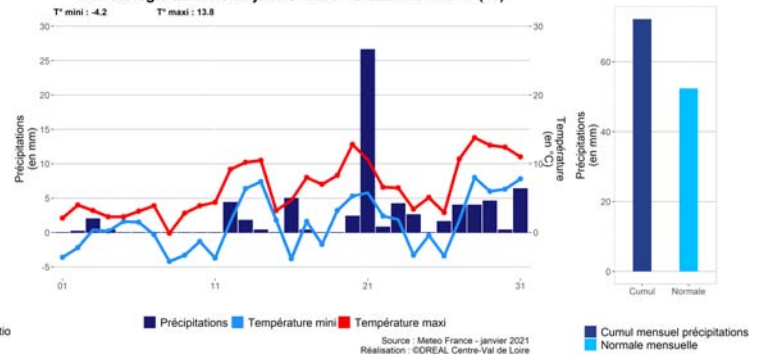 T° mini : -4.2 T° maxi : 13.8
30
25
20
15
10
5
0
-5
Précipitations
(en mm)
30
20
10
0
Température
(en °C)
01
11
21
31
Précipitations Température mini Température maxi
Source : Meteo France - janvier 2021
Réalisation : ©DREAL Centre-Val de Loire
60
40
20
0
Précipitations
(en mm)
Cumul Normale
Cumul mensuel précipitations
Normale mensuelle